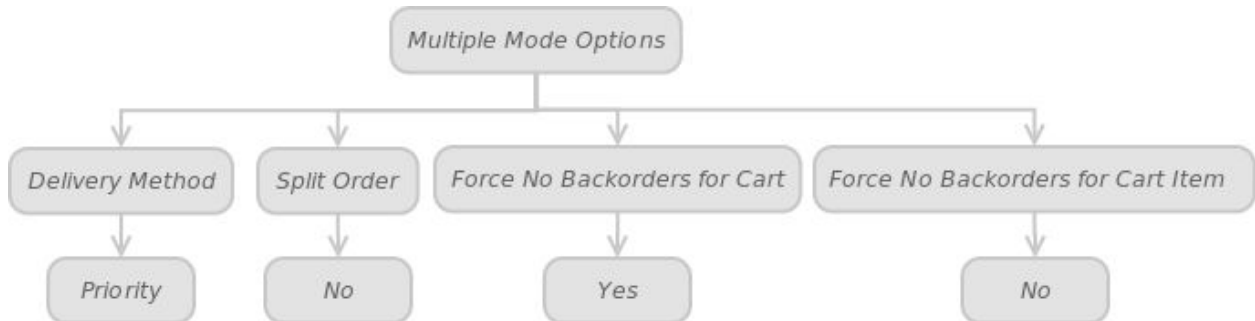 Multiple Mode Options
Delivery Method
Split Order
Force No Backorders for Cart
Force No Backorders for Cart Item
Priority
No
Yes
No